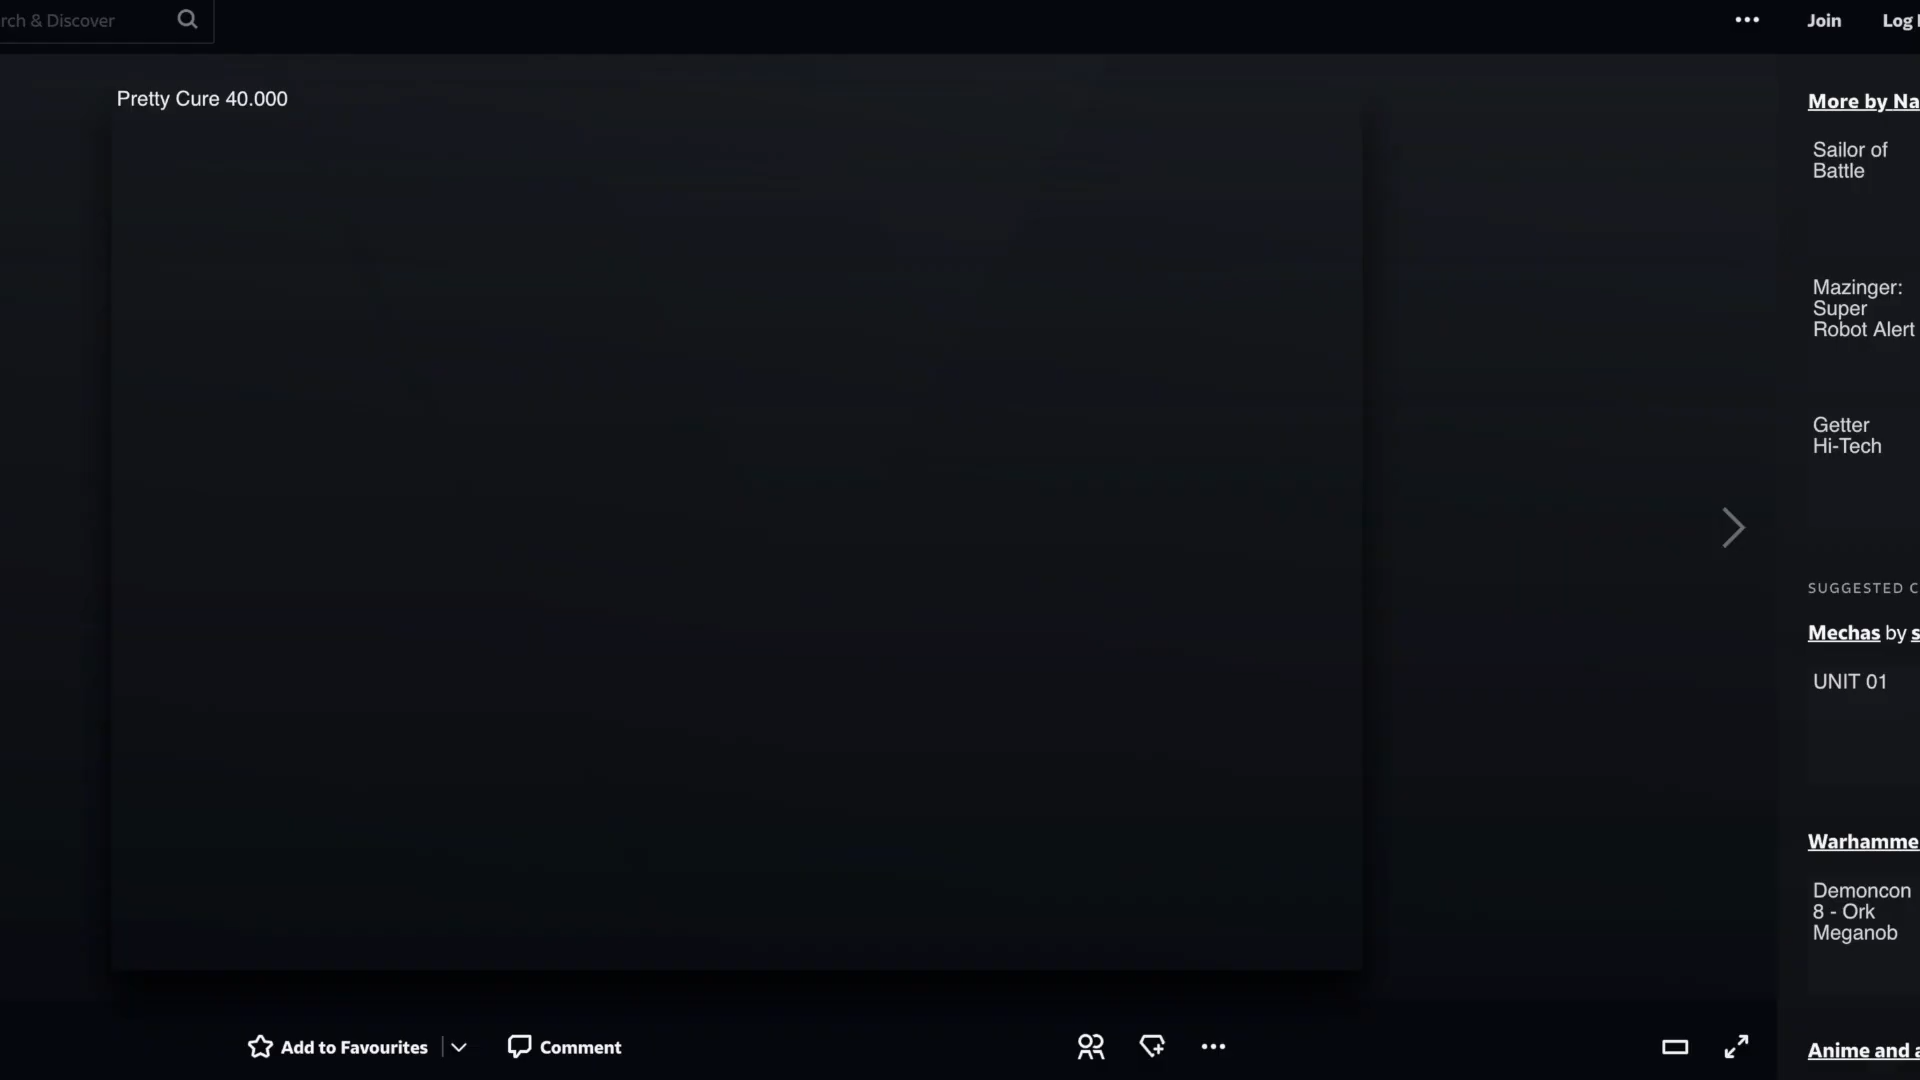 rch & Discover
Join
Log
Pretty Cure 40.000
More by Na
Sailor of
Battle
Mazinger:
Super
Robot Alert
Getter
Hi-Tech
SUGGESTED C
Mechas by s
UNIT 01
Warhamme
Demoncon
8 - Ork
Meganob
Add to Favourites
Comment
Anime and a